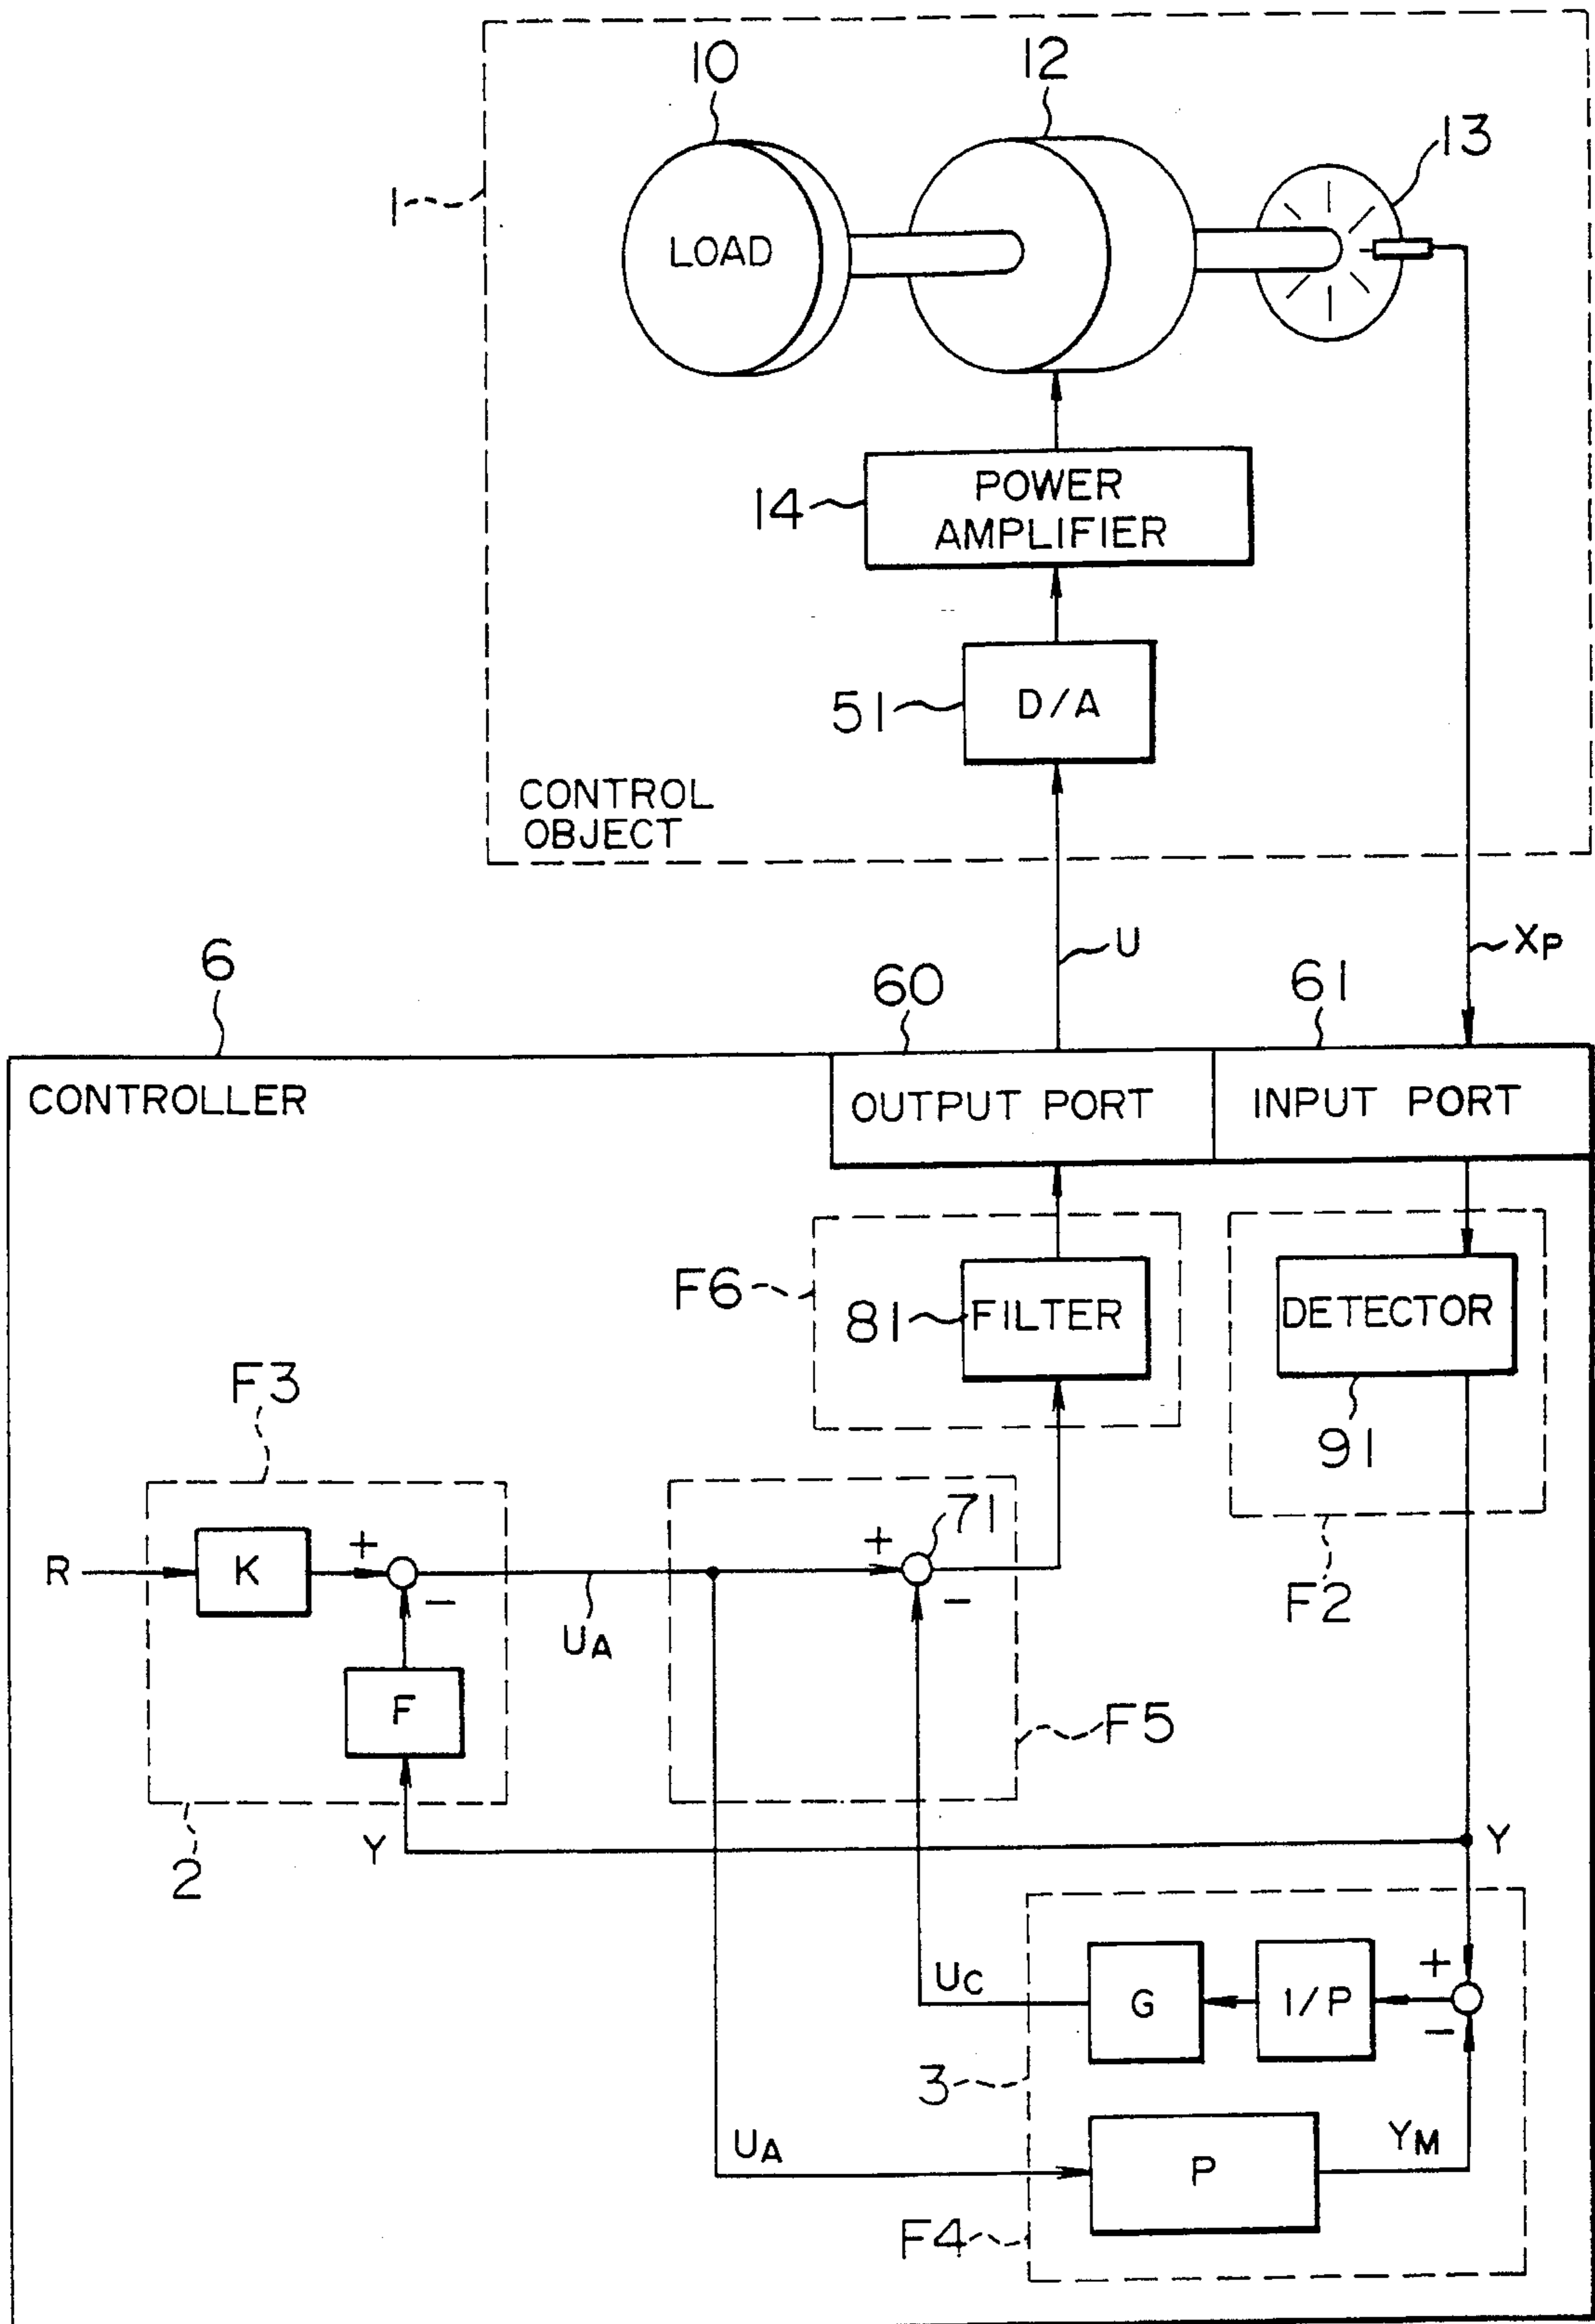 10
12
13
1
LOAD
14
POWER
AMPLIFIER
51
D/A
CONTROL
OBJECT
U
XP
6
60
61
CONTROLLER
OUTPUT PORT
INPUT PORT
F6
81
FILTER
DETECTOR
91
F3
F2
71
R
K
+
-
+
-
UA
F
F5
2
Y
Y
UC
G
1/P
+
-
3
UA
P
YM
F4